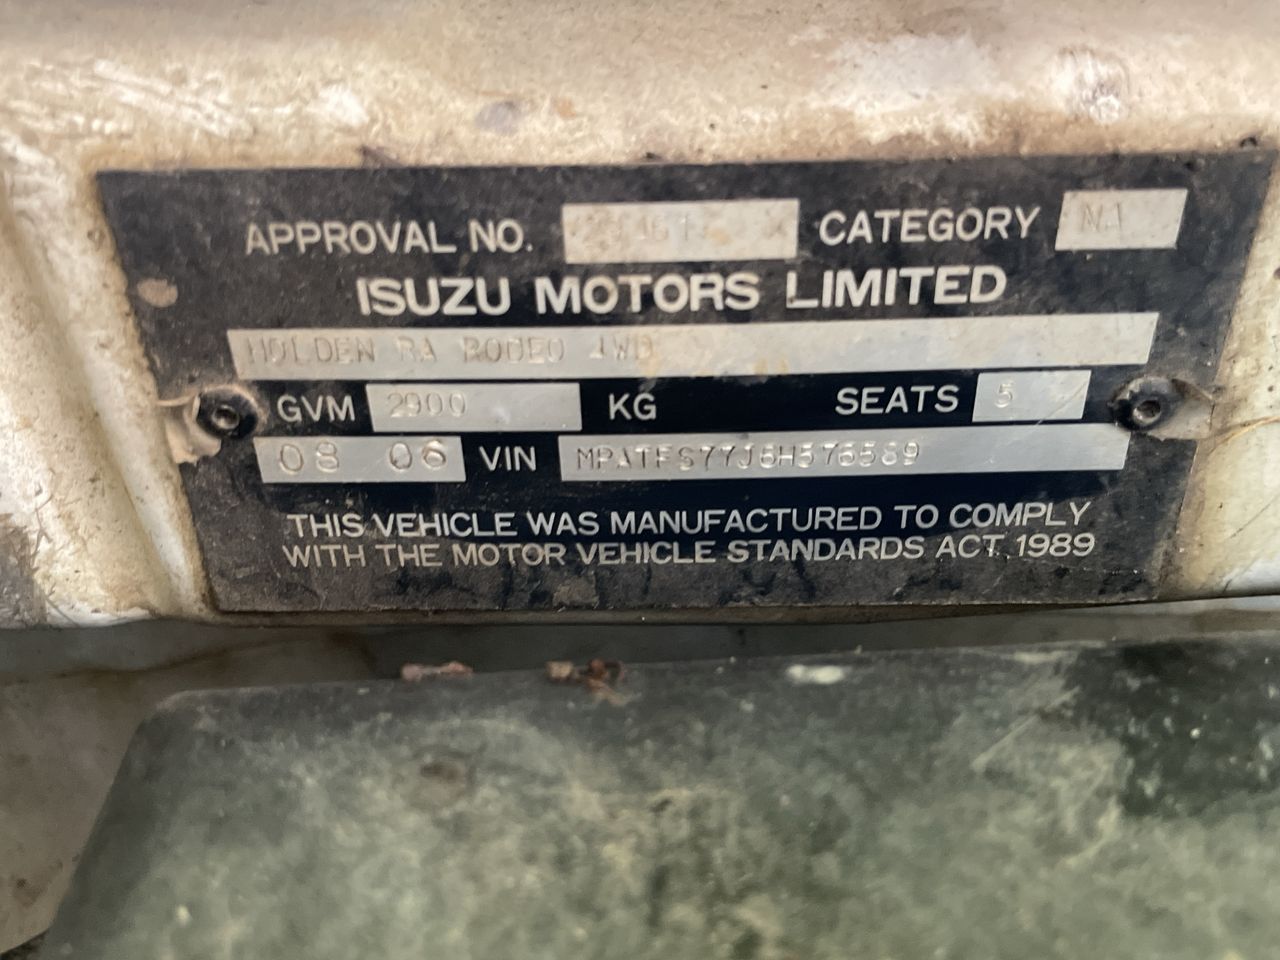 APPROVAL NO. CATEGORY NA
ISUZU MOTORS LIMITED
HOLDEN RA RODEO 4WD
GVM 2900 KG SEATS 5
08 06 VIN MPATFS77J6H576589
THIS VEHICLE WAS MANUFACTURED TO COMPLY
WITH THE MOTOR VEHICLE STANDARDS ACT 1989